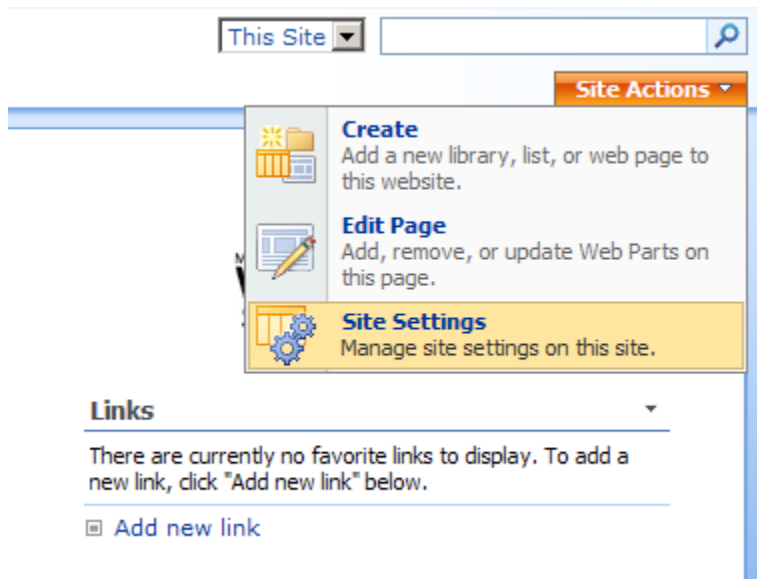 This Site
Site Actions
Create
Add a new library, list, or web page to
this website.
Edit Page
Add, remove, or update Web Parts on
this page.
Site Settings
Manage site settings on this site.
Links
There are currently no favorite links to display. To add a
new link, click "Add new link" below.
Add new link